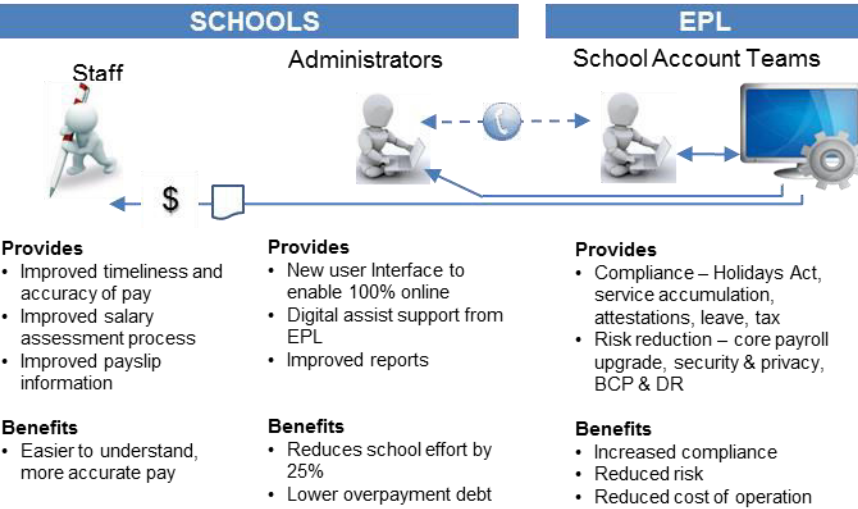 SCHOOLS
EPL
Staff
Administrators
School Account Teams
$
Provides
• Improved timeliness and
accuracy of pay
• Improved salary
assessment process
• Improved payslip
information
Benefits
• Easier to understand,
more accurate pay
Provides
• New user Interface to
enable 100% online
• Digital assist support from
EPL
• Improved reports
Benefits
• Reduces school effort by
25%
• Lower overpayment debt
Provides
• Compliance – Holidays Act,
service accumulation,
attestations, leave, tax
• Risk reduction – core payroll
upgrade, security & privacy,
BCP & DR
Benefits
• Increased compliance
• Reduced risk
• Reduced cost of operation